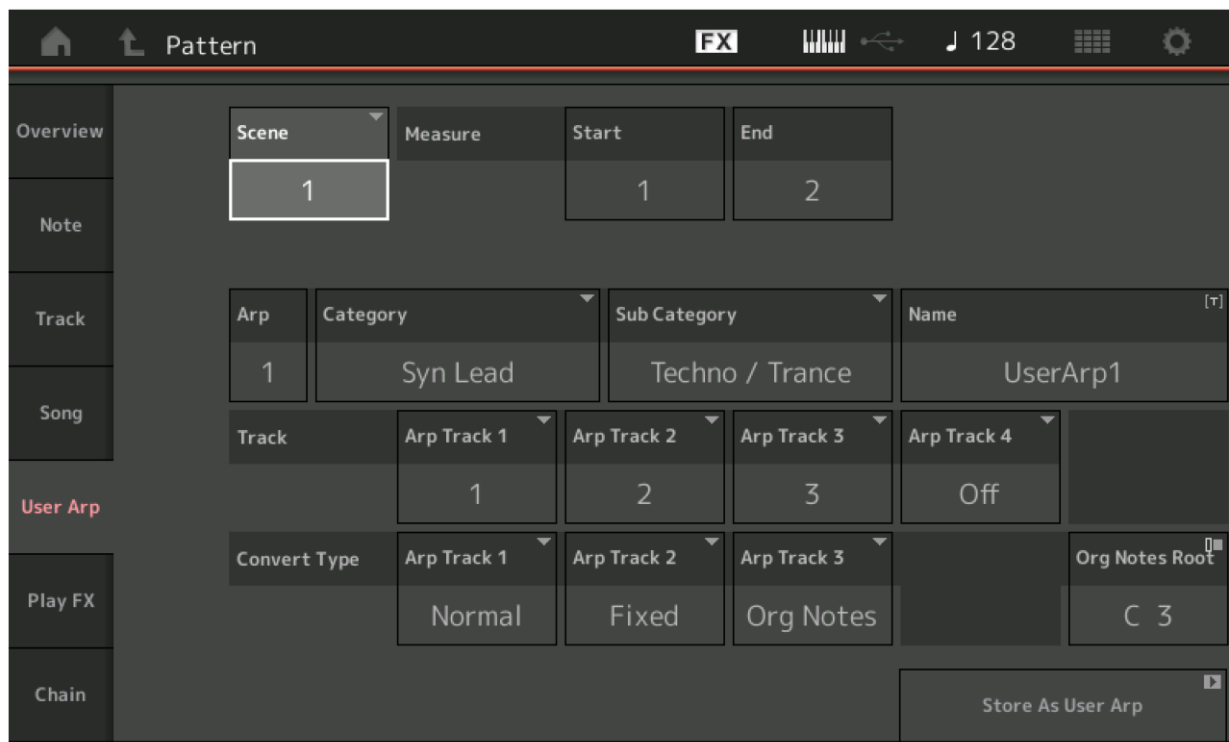 Pattern FX ♩ 128
Overview
Scene Measure Start End
1 1 2
Note
Arp Category Sub Category Name [T]
Track
1 Syn Lead Techno / Trance UserArp1
Song
Track Arp Track 1 Arp Track 2 Arp Track 3 Arp Track 4
1 2 3 Off
User Arp
Convert Type Arp Track 1 Arp Track 2 Arp Track 3 Org Notes Root
Play FX
Normal Fixed Org Notes C 3
Chain
Store As User Arp